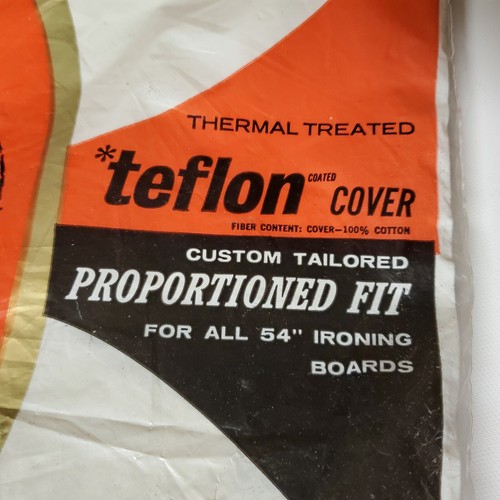 THERMAL TREATED
*teflon COATED COVER
FIBER CONTENT: COVER—100% COTTON
CUSTOM TAILORED
PROPORTIONED FIT
FOR ALL 54" IRONING
BOARDS